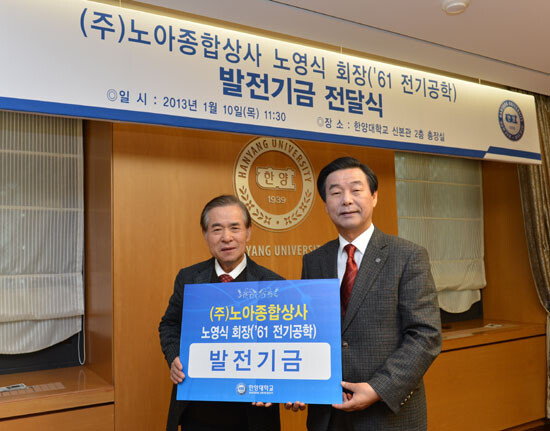 (주)노아종합상사 노영식 회장('61 전기공학)
발전기금 전달식
◎일 시 : 2013년 1월 10일(목) 11:30
◎장 소 : 한양대학교 신본관 2층 총장실
HANYANG UNIVERSITY
한양
1939
HANYANG UNIVERSITY
(주)노아종합상사
노영식 회장('61 전기공학)
발전기금
한양대학교